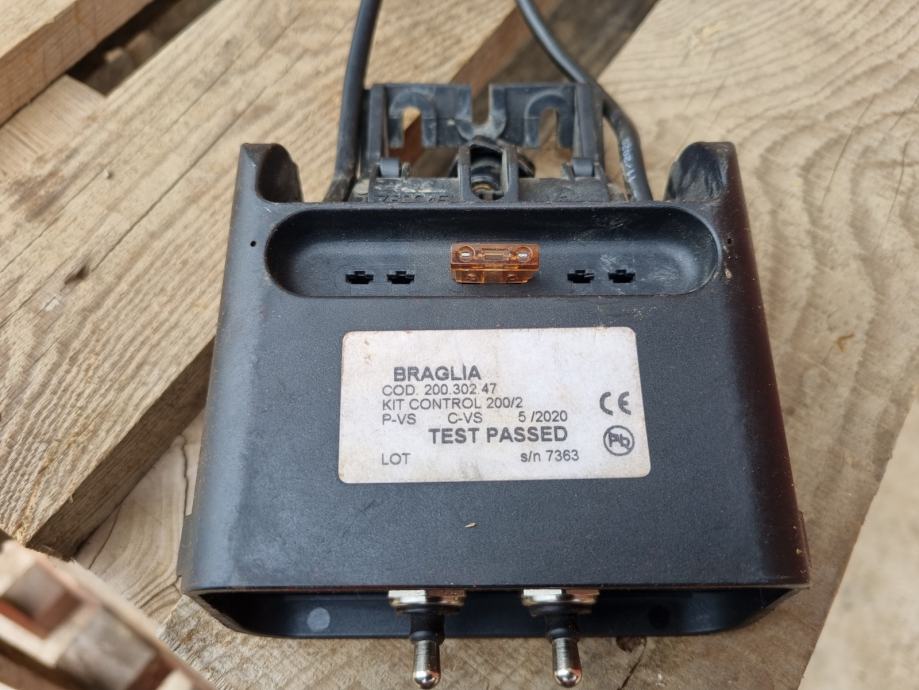 BRAGLIA
COD. 200.302.47
KIT CONTROL 200/2
P-VS C-VS 5/2020
TEST PASSED
LOT s/n 7363
CE
Pb